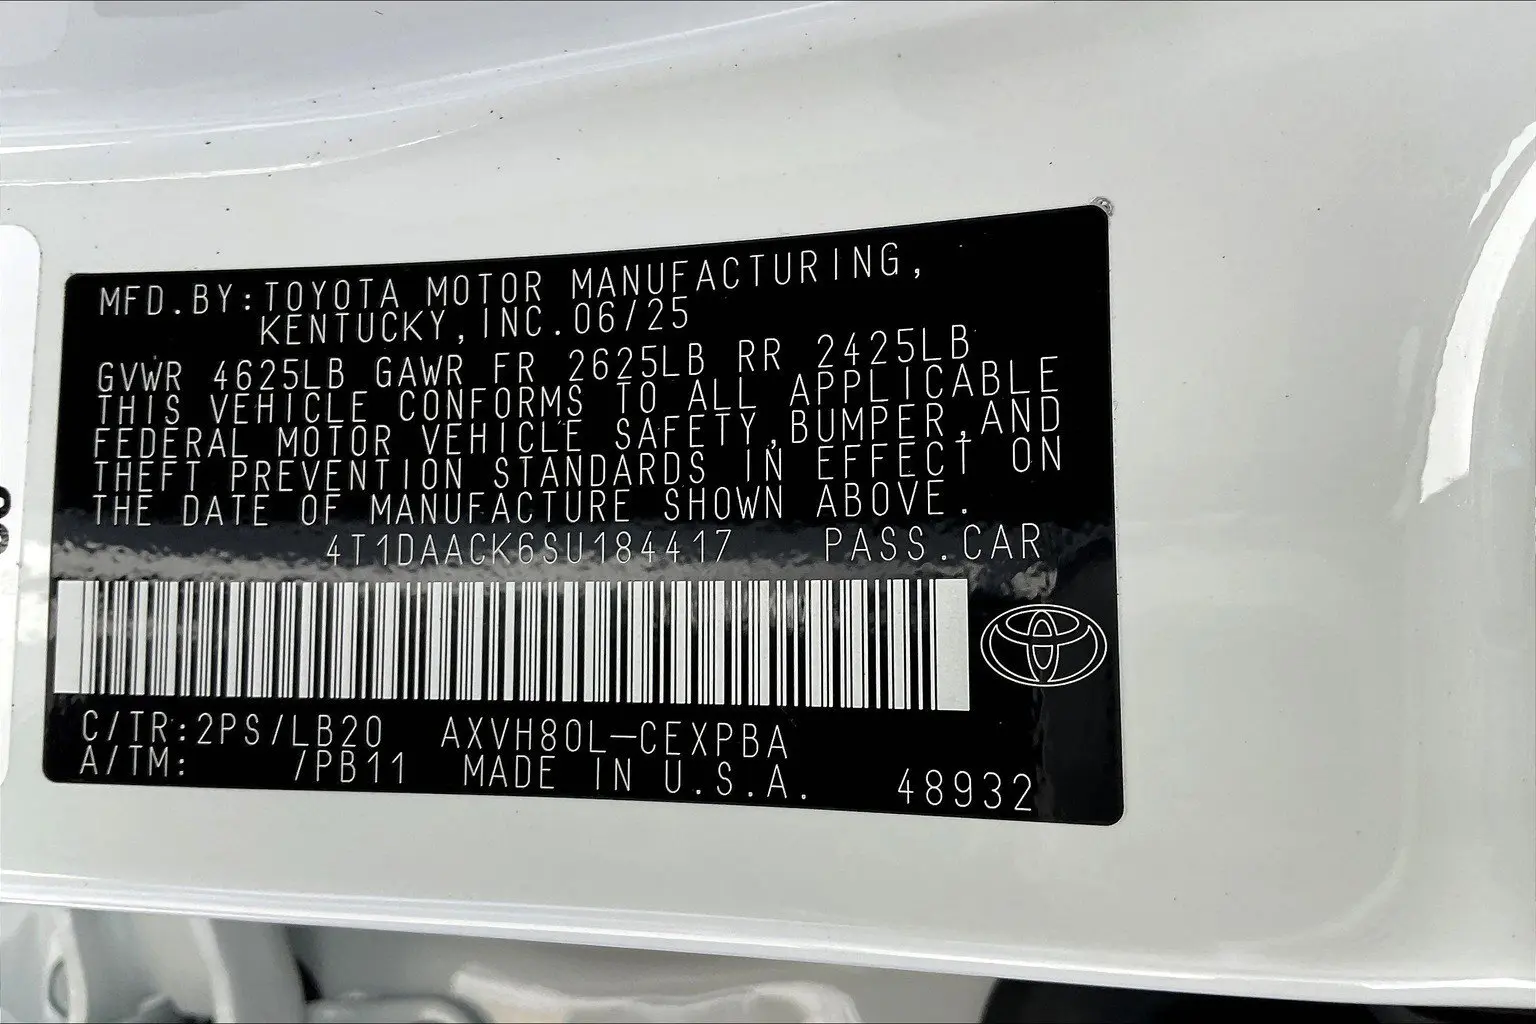 MFD.BY:TOYOTA MOTOR MANUFACTURING,
KENTUCKY,INC.06/25
GVWR 4625LB GAWR FR 2625LB RR 2425LB
THIS VEHICLE CONFORMS TO ALL APPLICABLE
FEDERAL MOTOR VEHICLE SAFETY,BUMPER,AND
THEFT PREVENTION STANDARDS IN EFFECT ON
THE DATE OF MANUFACTURE SHOWN ABOVE.
4T1DAACK6SU184417 PASS.CAR
C/TR:2PS/LB20 AXVH80L-CEXPBA
A/TM: /PB11 MADE IN U.S.A. 48932